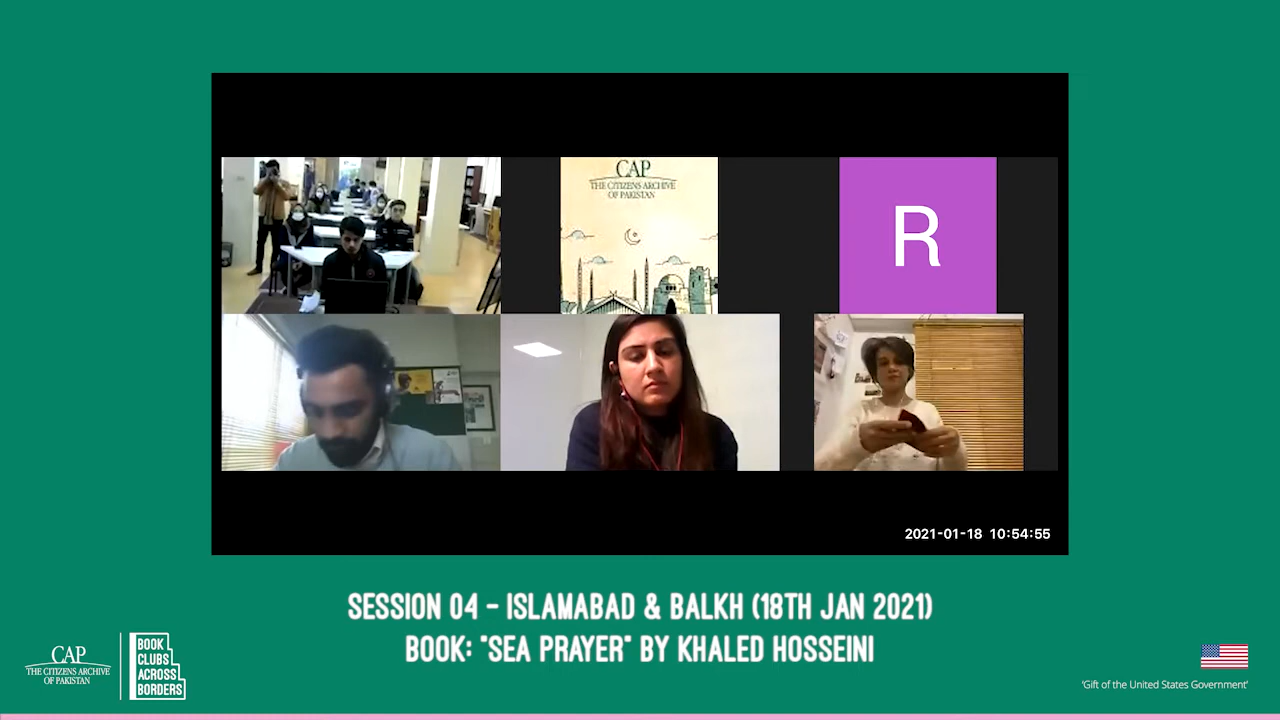 CAP
THE CITIZENS ARCHIVE
OF PAKISTAN
R
2021-01-18 10:54:55
SESSION 04 - ISLAMABAD & BALKH (18TH JAN 2021)
BOOK: "SEA PRAYER" BY KHALED HOSSEINI
CAP
THE CITIZENS ARCHIVE
OF PAKISTAN
BOOK
CLUBS
ACROSS
BORDERS
'Gift of the United States Government'